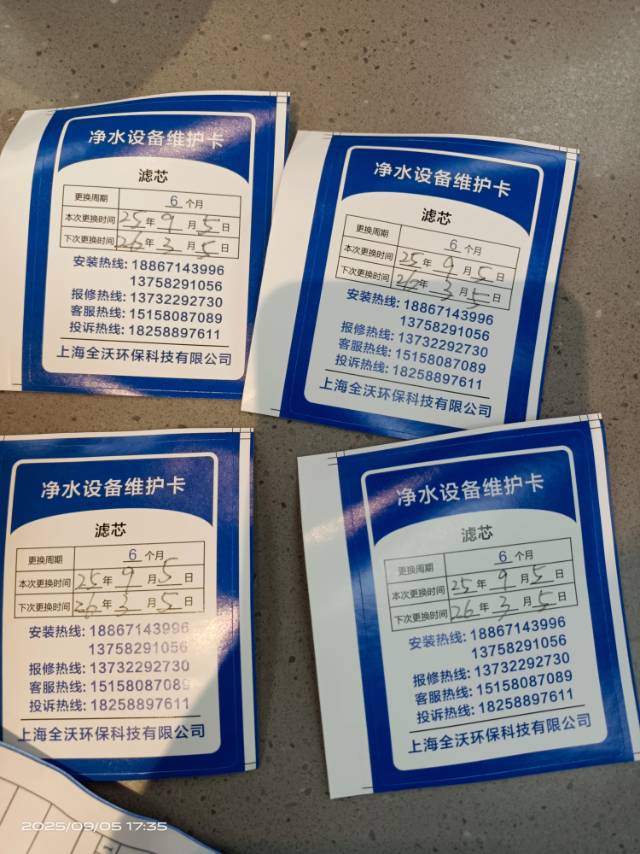 净水设备维护卡
滤芯
更换周期 6 个月
本次更换时间 25 年 9 月 5 日
下次更换时间 26 年 3 月 5 日
安装热线: 18867143996
13758291056
报修热线: 13732292730
客服热线: 15158087089
投诉热线: 18258897611
上海全沃环保科技有限公司
净水设备维护卡
滤芯
更换周期 6 个月
本次更换时间 25 年 9 月 5 日
下次更换时间 26 年 3 月 5 日
安装热线: 18867143996
13758291056
报修热线: 13732292730
客服热线: 15158087089
投诉热线: 18258897611
上海全沃环保科技有限公司
净水设备维护卡
滤芯
更换周期 6 个月
本次更换时间 25 年 9 月 5 日
下次更换时间 26 年 3 月 5 日
安装热线: 18867143996
13758291056
报修热线: 13732292730
客服热线: 15158087089
投诉热线: 18258897611
上海全沃环保科技有限公司
净水设备维护卡
滤芯
更换周期 6 个月
本次更换时间 25 年 9 月 5 日
下次更换时间 26 年 3 月 5 日
安装热线: 18867143996
13758291056
报修热线: 13732292730
客服热线: 15158087089
投诉热线: 18258897611
上海全沃环保科技有限公司
2025/09/05 17:35